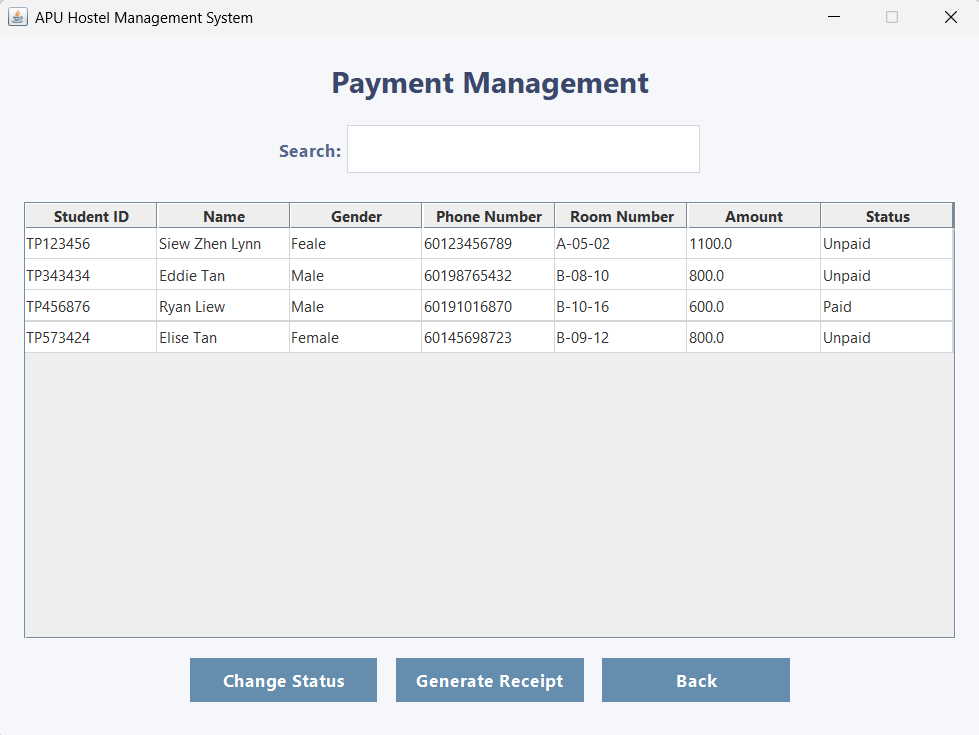 APU Hostel Management System
Payment Management
Search:
Student ID Name Gender Phone Number Room Number Amount Status
TP123456 Siew Zhen Lynn Feale 60123456789 A-05-02 1100.0 Unpaid
TP343434 Eddie Tan Male 60198765432 B-08-10 800.0 Unpaid
TP456876 Ryan Liew Male 60191016870 B-10-16 600.0 Paid
TP573424 Elise Tan Female 60145698723 B-09-12 800.0 Unpaid
Change Status Generate Receipt Back